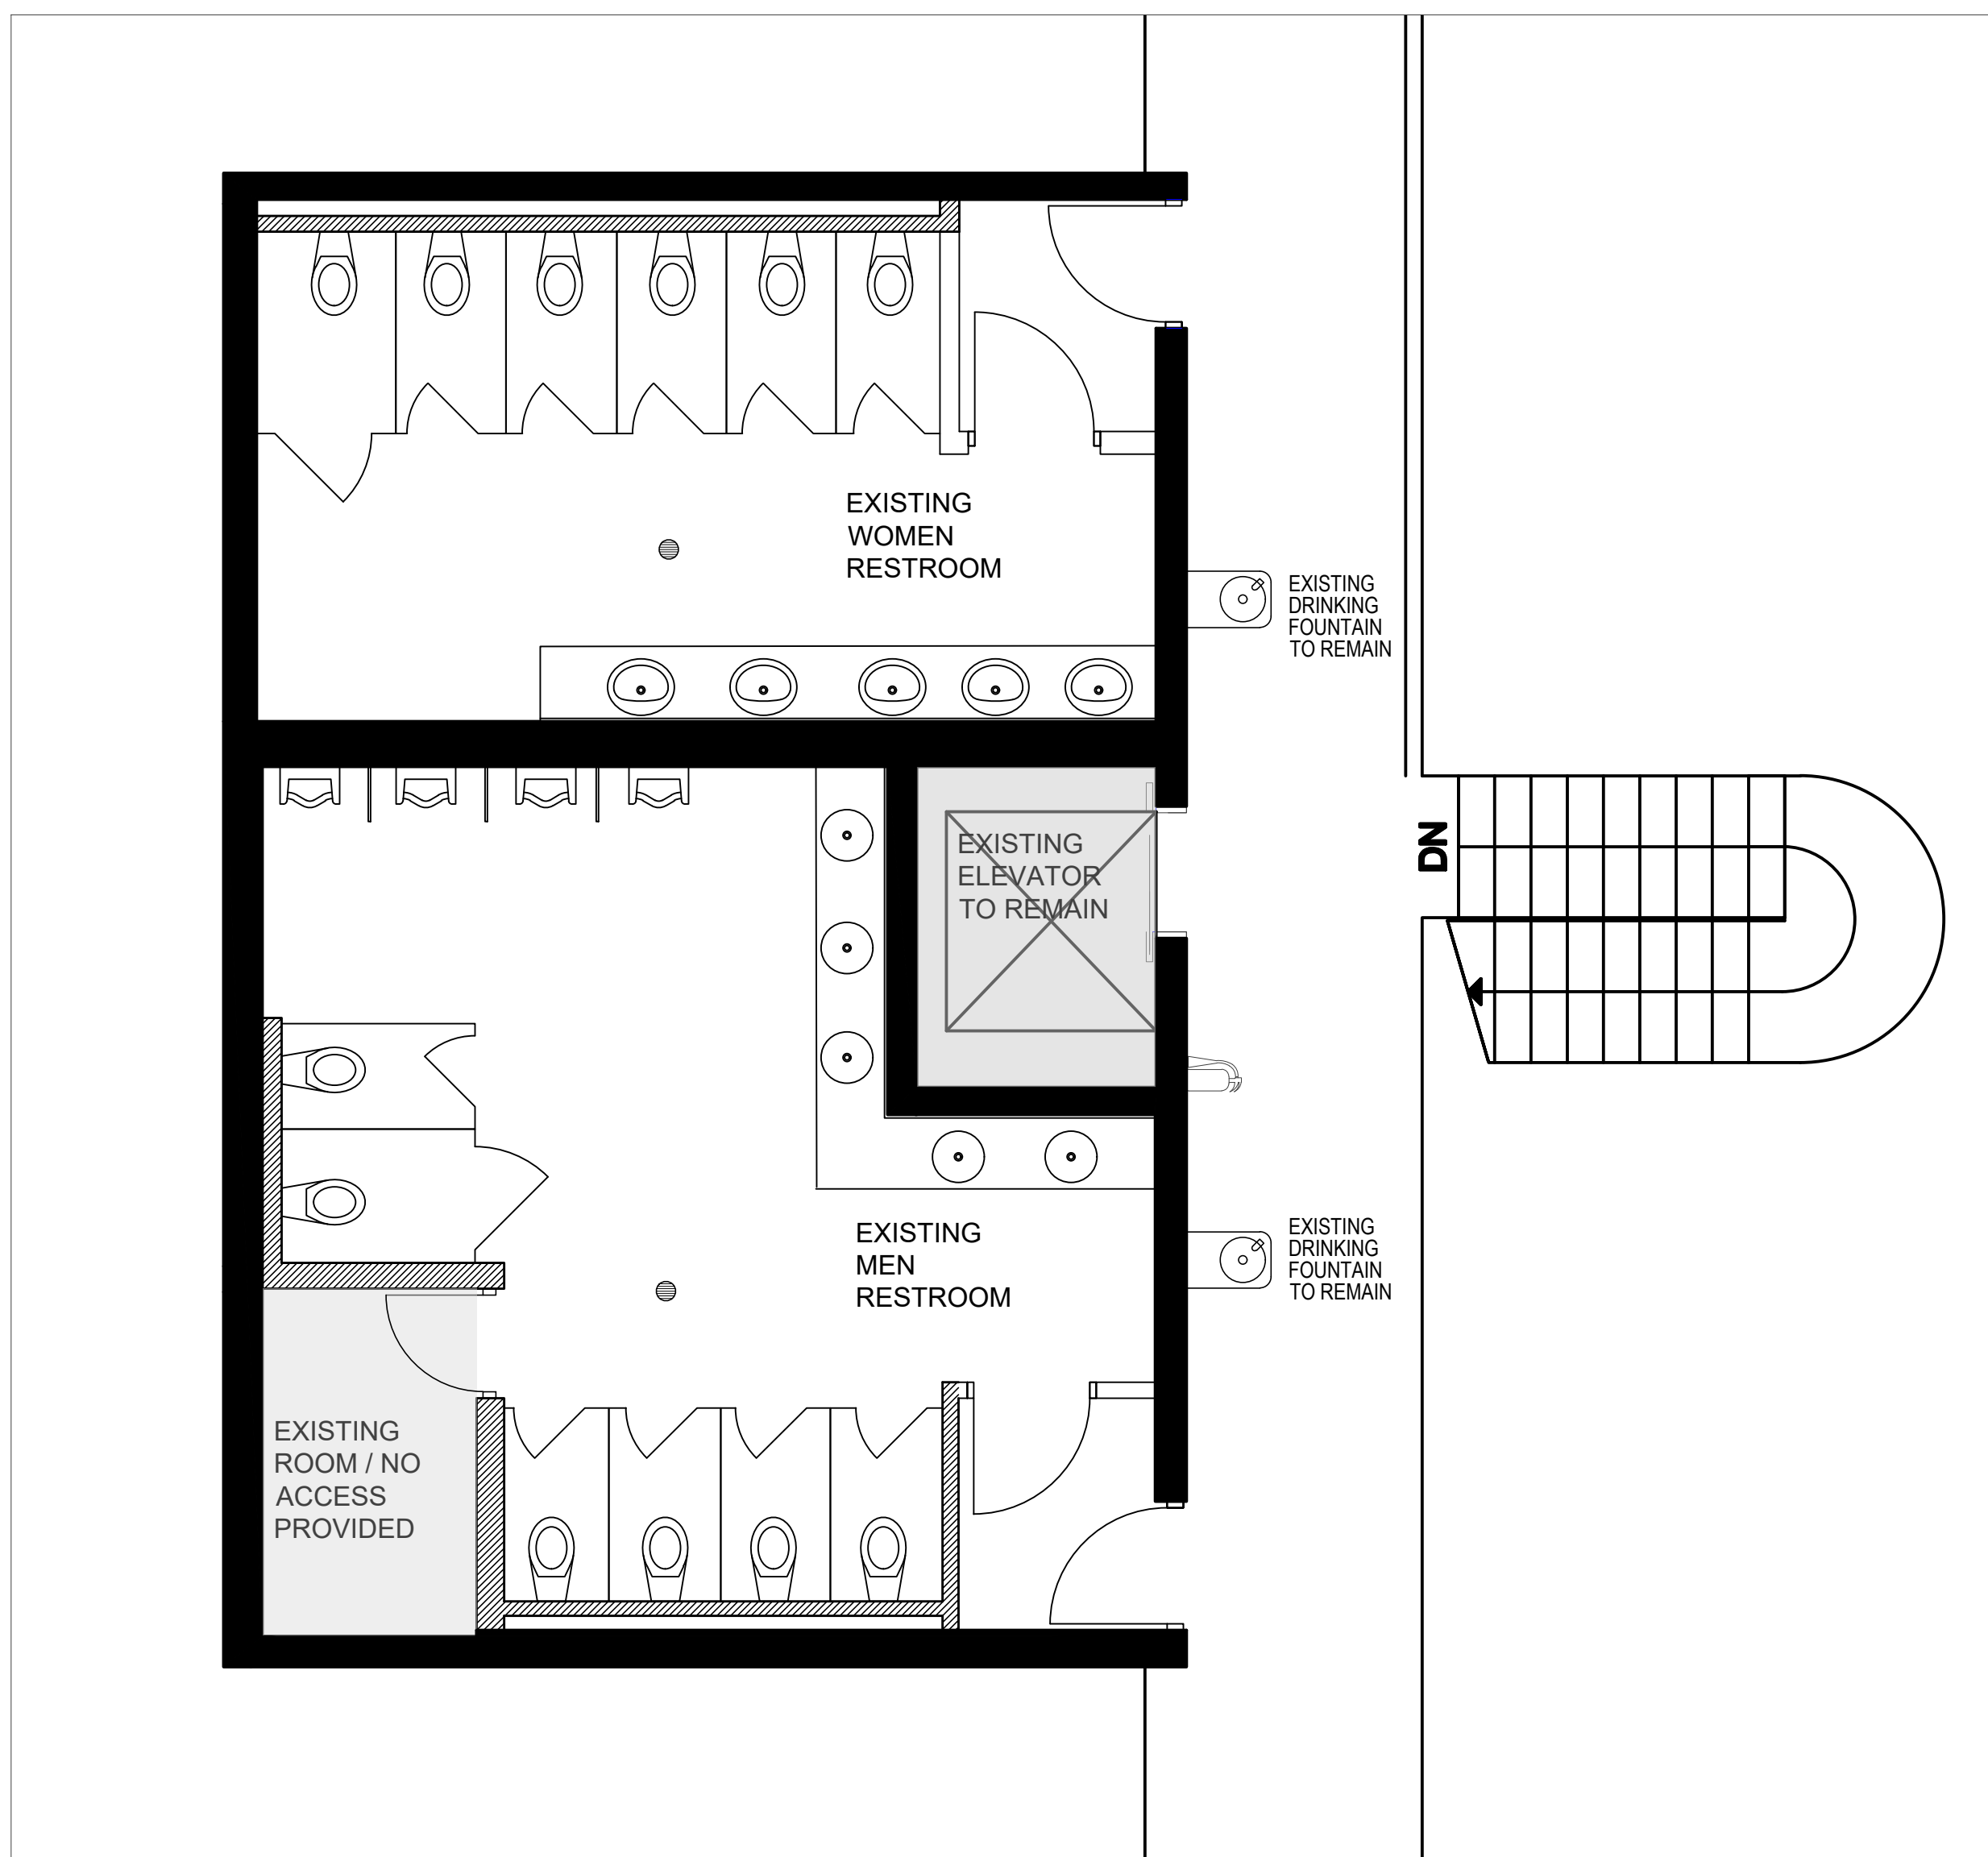 EXISTING
WOMEN
RESTROOM
EXISTING
DRINKING
FOUNTAIN
TO REMAIN
EXISTING
ELEVATOR
TO REMAIN
DN
EXISTING
MEN
RESTROOM
EXISTING
DRINKING
FOUNTAIN
TO REMAIN
EXISTING
ROOM / NO
ACCESS
PROVIDED